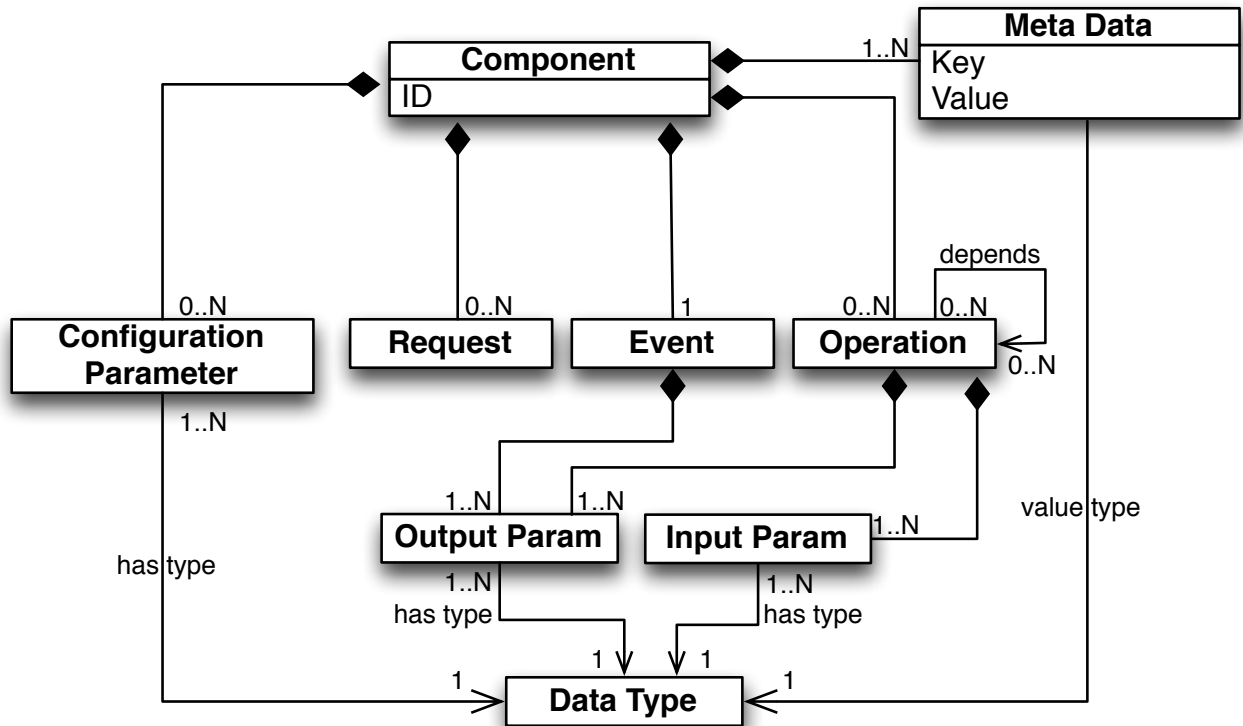 Component
ID
1..N
Meta Data
Key
Value
depends
0..N
Configuration
Parameter
1..N
0..N
Request
1
Event
0..N
0..N
Operation
0..N
1..N
1..N
Output Param
1..N
has type
Input Param
1..N
1..N
has type
has type
value type
1
1
1
1
Data Type